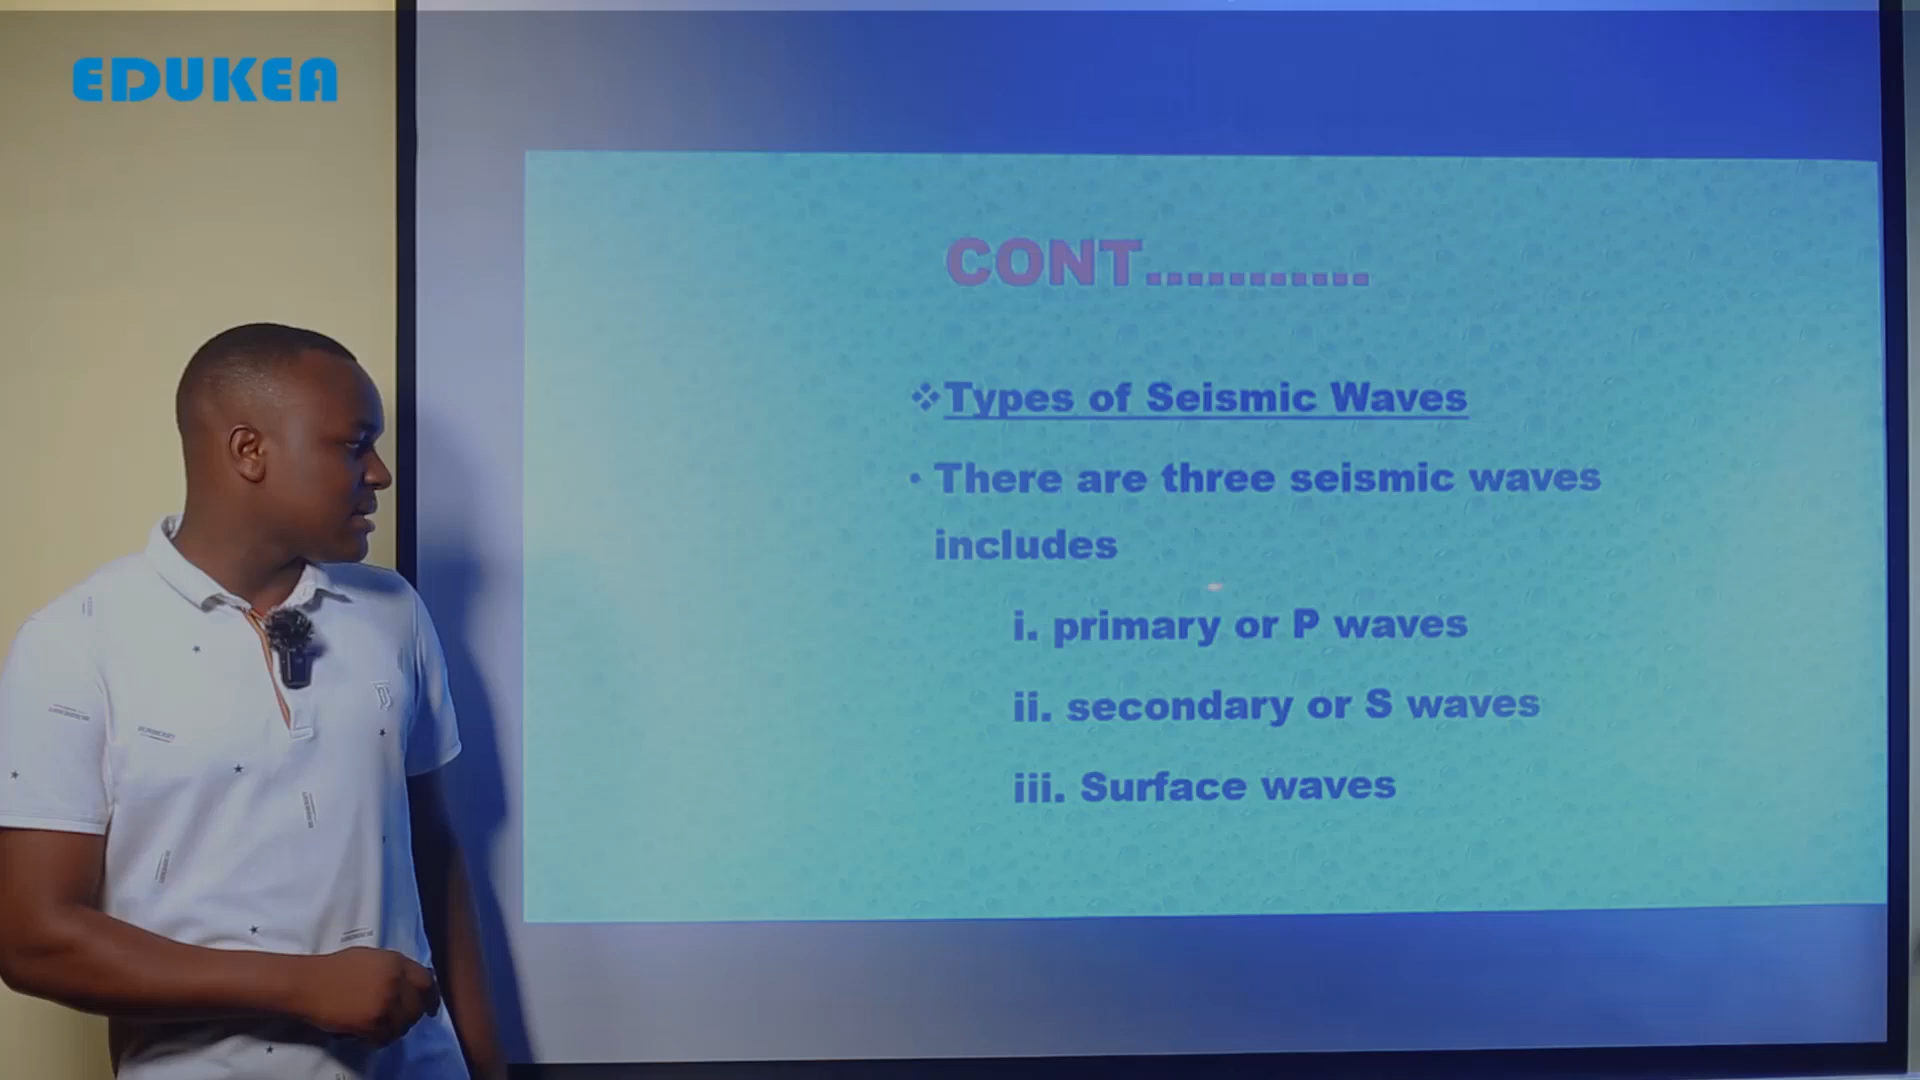 EDUKEA
CONT...........
❖Types of Seismic Waves
• There are three seismic waves
includes
i. primary or P waves
ii. secondary or S waves
iii. Surface waves